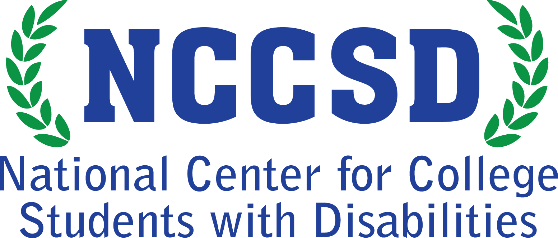 NCCSD
National Center for College
Students with Disabilities